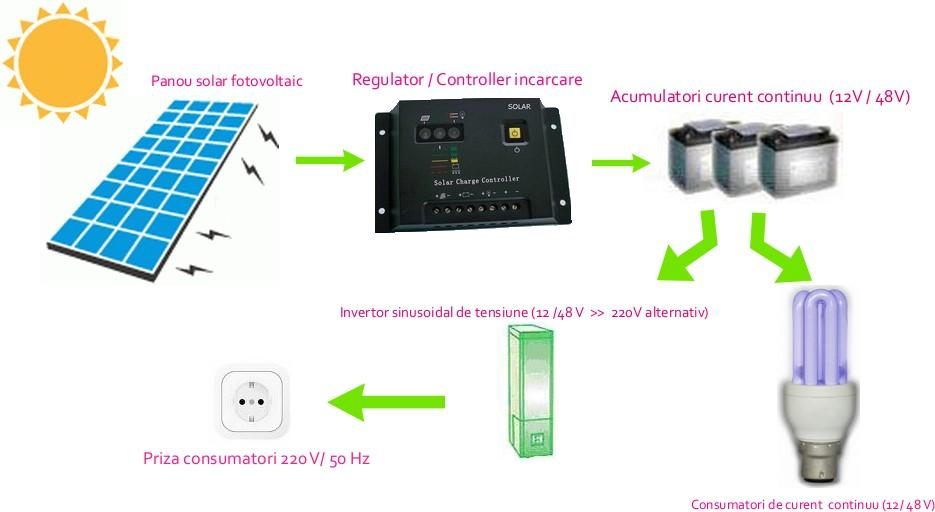 Panou solar fotovoltaic
Regulator / Controller incarcare
Acumulatori curent continuu (12V / 48V)
SOLAR
Solar Charge Controller
Invertor sinusoidal de tensiune (12 /48 V >> 220V alternativ)
Priza consumatori 220 V/ 50 Hz
Consumatori de curent continuu (12/ 48 V)